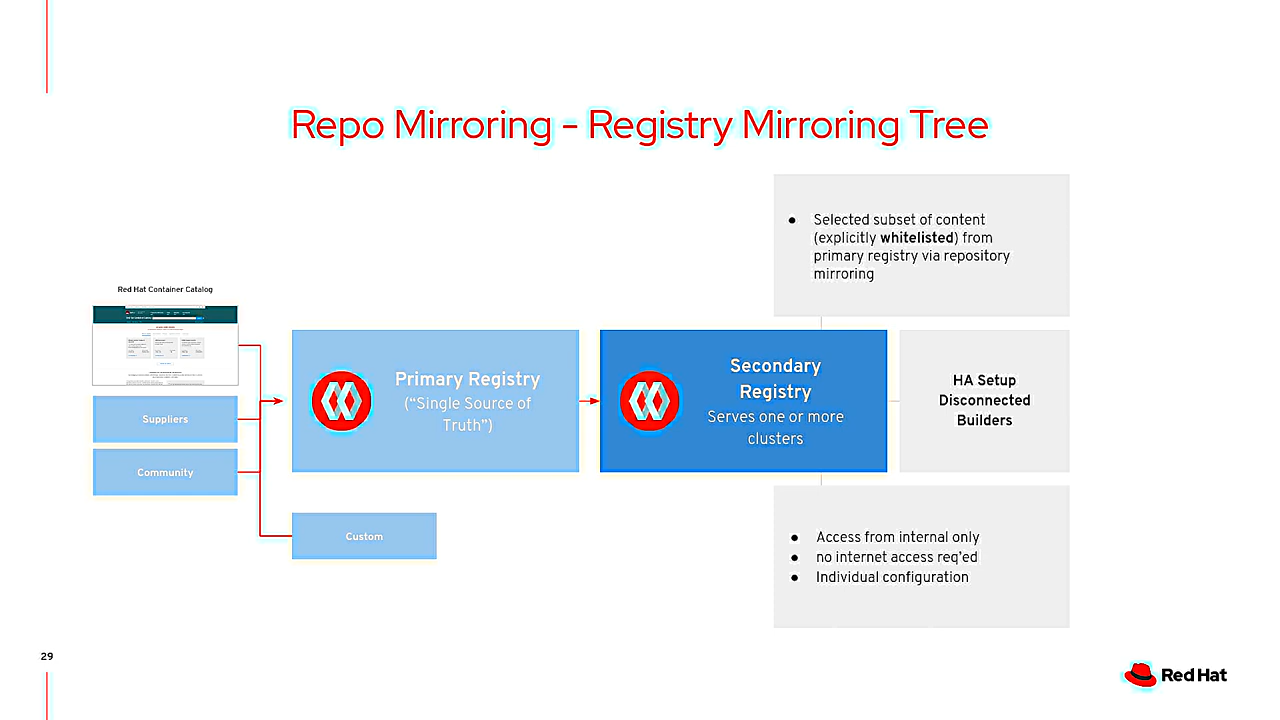 Repo Mirroring - Registry Mirroring Tree
● Selected subset of content
(explicitly whitelisted) from
primary registry via repository
mirroring
Red Hat Container Catalog
Suppliers
Community
Primary Registry
(“Single Source of
Truth”)
Custom
Secondary
Registry
Serves one or more
clusters
HA Setup
Disconnected
Builders
● Access from internal only
● no internet access req’ed
● Individual configuration
29
Red Hat